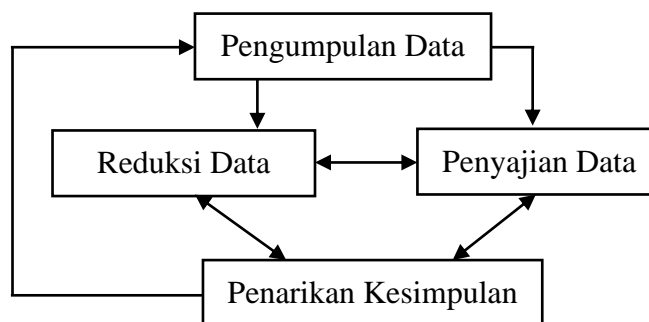 Pengumpulan Data
Reduksi Data
Penyajian Data
Penarikan Kesimpulan